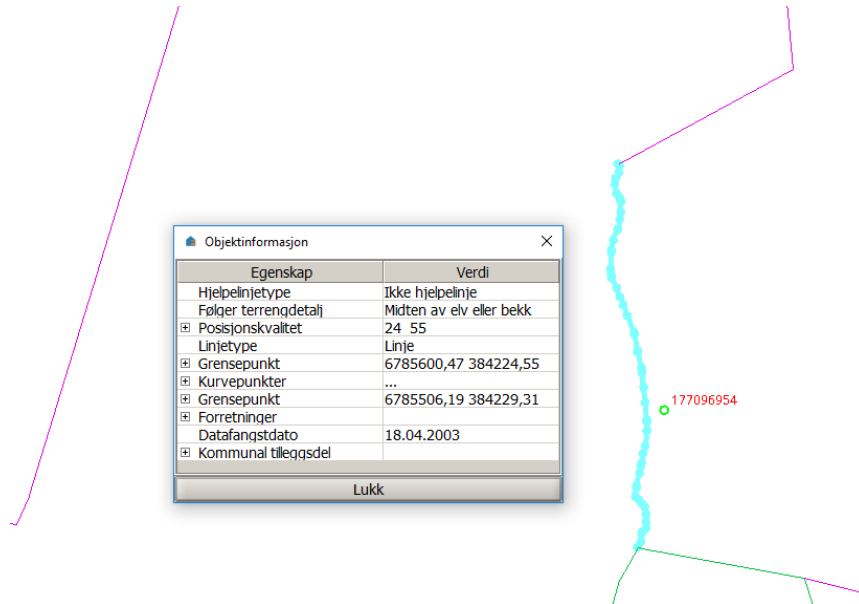 Objektinformasjon
Egenskap Verdi
Hjelpelinjetype Ikke hjelpelinje
Følger terrengdetalj Midten av elv eller bekk
Posisjonskvalitet 24 55
Linjetype Linje
Grensepunkt 6785600,47 384224,55
Kurvepunkter ...
Grensepunkt 6785506,19 384229,31
Forretninger
Datafangstdato 18.04.2003
Kommunal tilleggsdel
Lukk
177096954